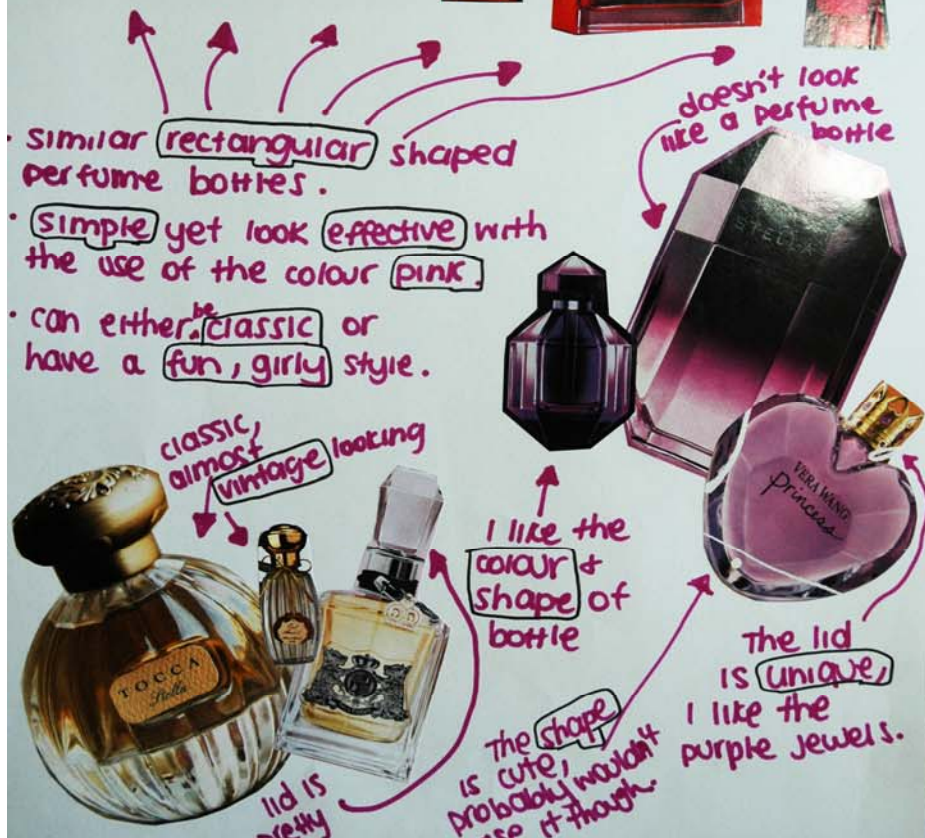 doesn't look
like a perfume
bottle
• similar rectangular shaped
perfume bottles.
• simple yet look effective with
the use of the colour pink.
• can either be classic or
have a fun, girly style.
classic,
almost
vintage looking
I like the
colour &
shape of
bottle
VERA WANG
Princess
The lid
is unique,
I like the
purple jewels.
TOCCA
Stella
The shape
is cute,
probably wouldn't
use it though.
lid is
pretty